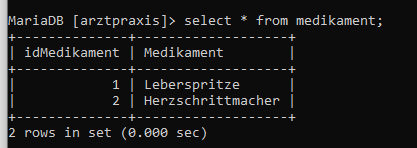 MariaDB [arztpraxis]> select * from medikament;
+--------------+------------------+
| idMedikament | Medikament       |
+--------------+------------------+
|            1 | Leberspritze     |
|            2 | Herzschrittmacher |
+--------------+------------------+
2 rows in set (0.000 sec)